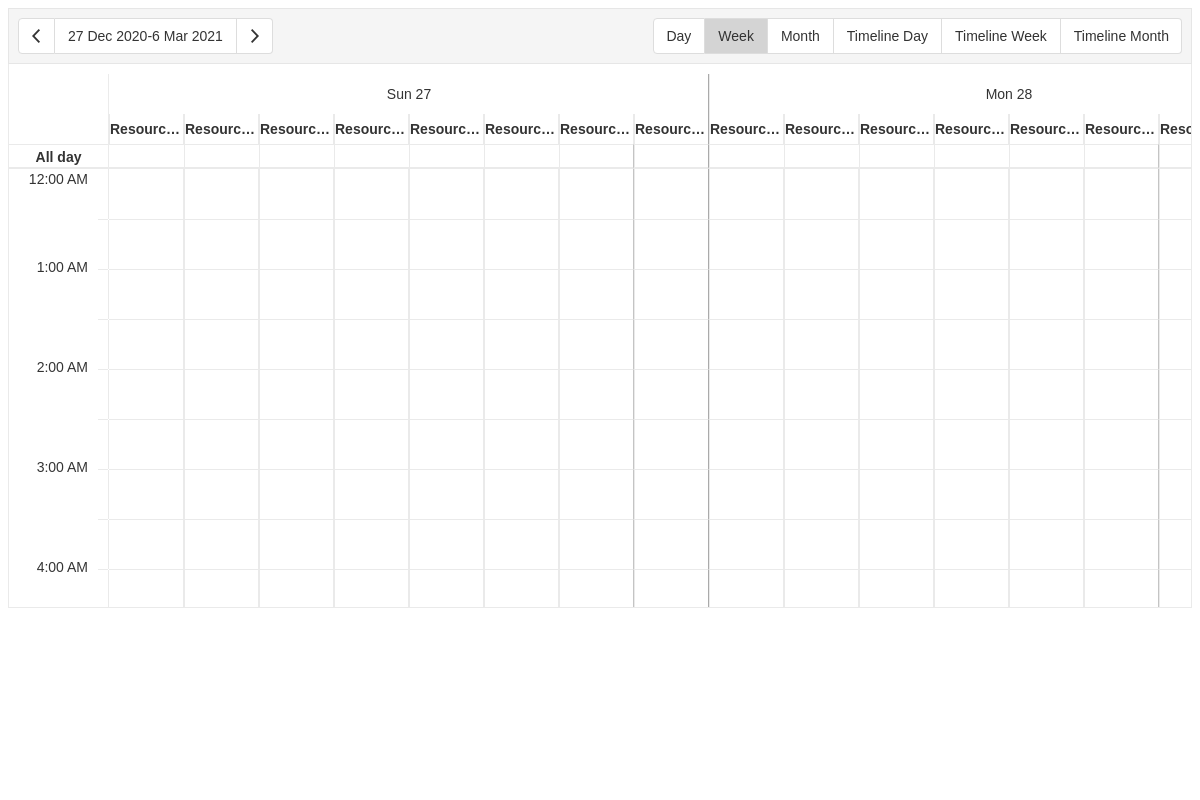 27 Dec 2020-6 Mar 2021 Day Week Month Timeline Day Timeline Week Timeline Month
Sun 27 Mon 28
Resourc… Resourc… Resourc… Resourc… Resourc… Resourc… Resourc… Resourc… Resourc… Resourc… Resourc… Resourc… Resourc… Resourc… Reso
All day
12:00 AM
1:00 AM
2:00 AM
3:00 AM
4:00 AM